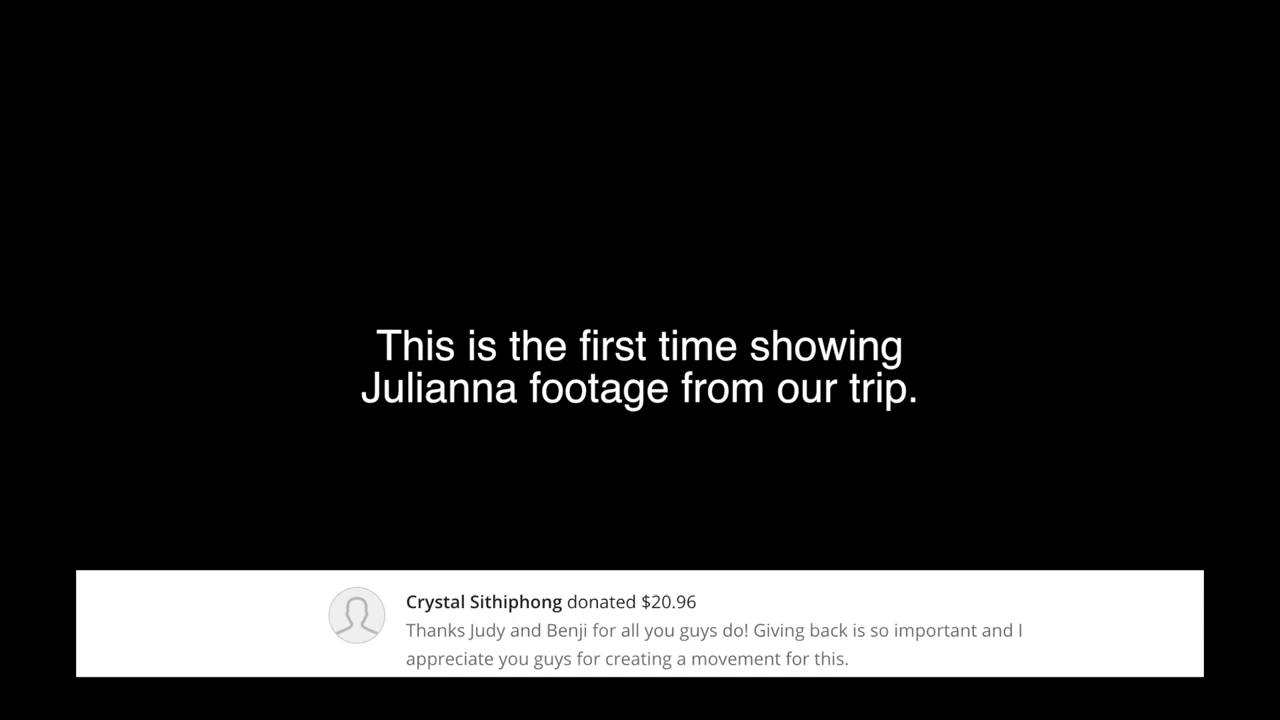 This is the first time showing
Julianna footage from our trip.
Crystal Sithiphong donated $20.96
Thanks Judy and Benji for all you guys do! Giving back is so important and I
appreciate you guys for creating a movement for this.